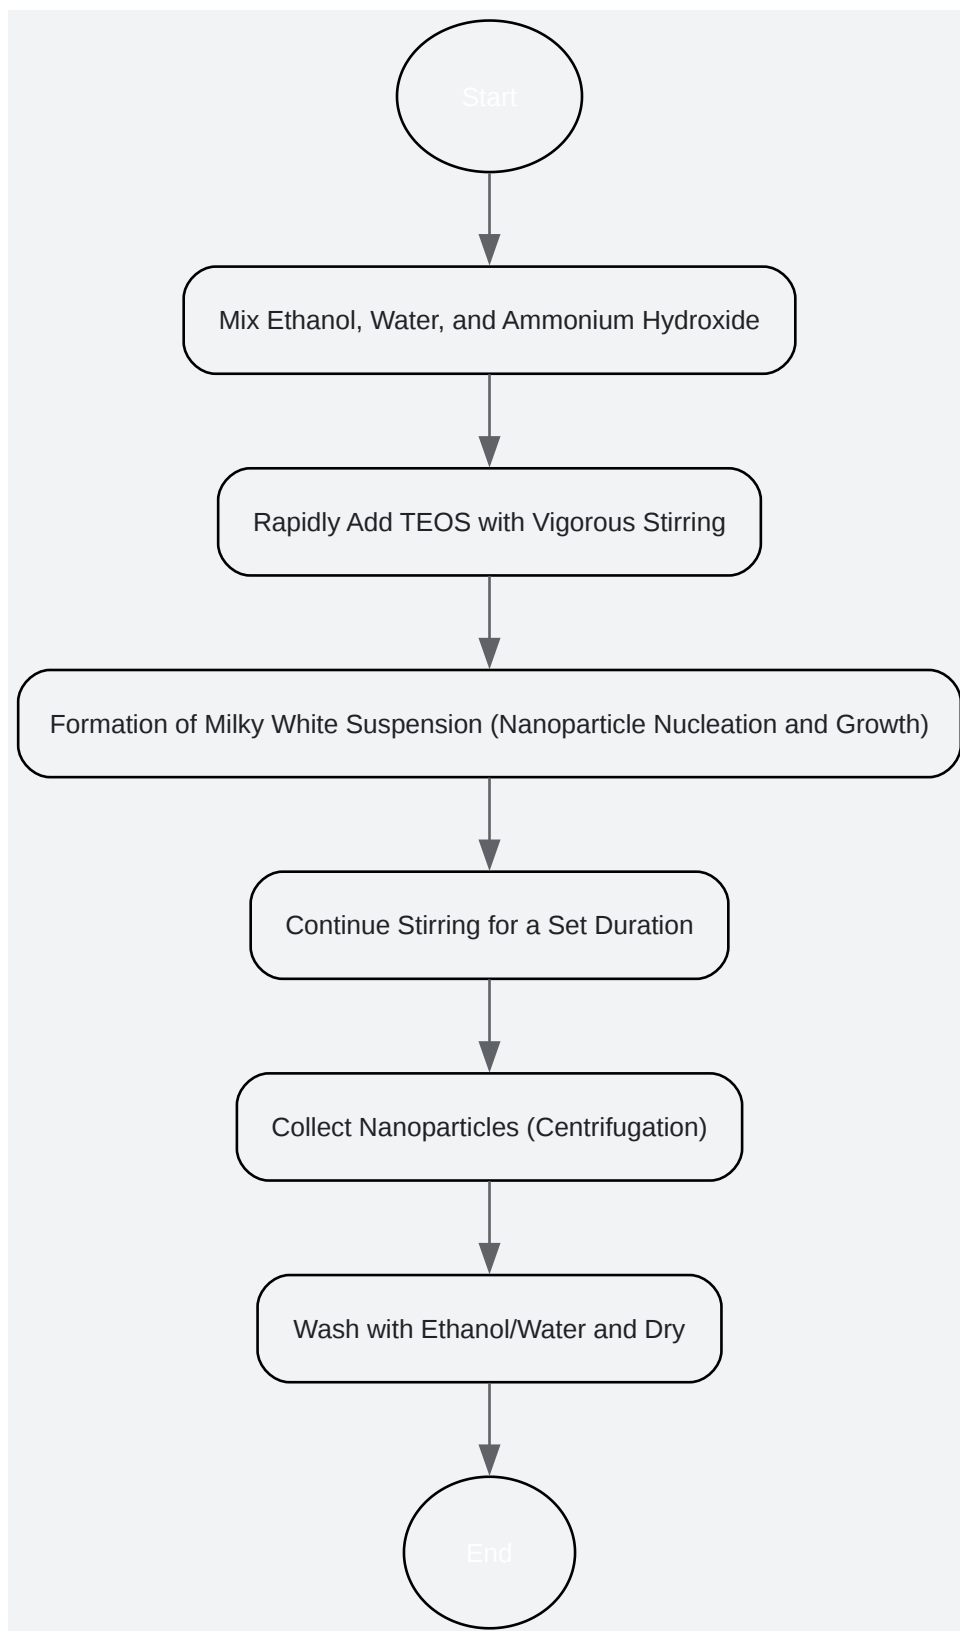 Start
Mix Ethanol, Water, and Ammonium Hydroxide
Rapidly Add TEOS with Vigorous Stirring
Formation of Milky White Suspension (Nanoparticle Nucleation and Growth)
Continue Stirring for a Set Duration
Collect Nanoparticles (Centrifugation)
Wash with Ethanol/Water and Dry
End